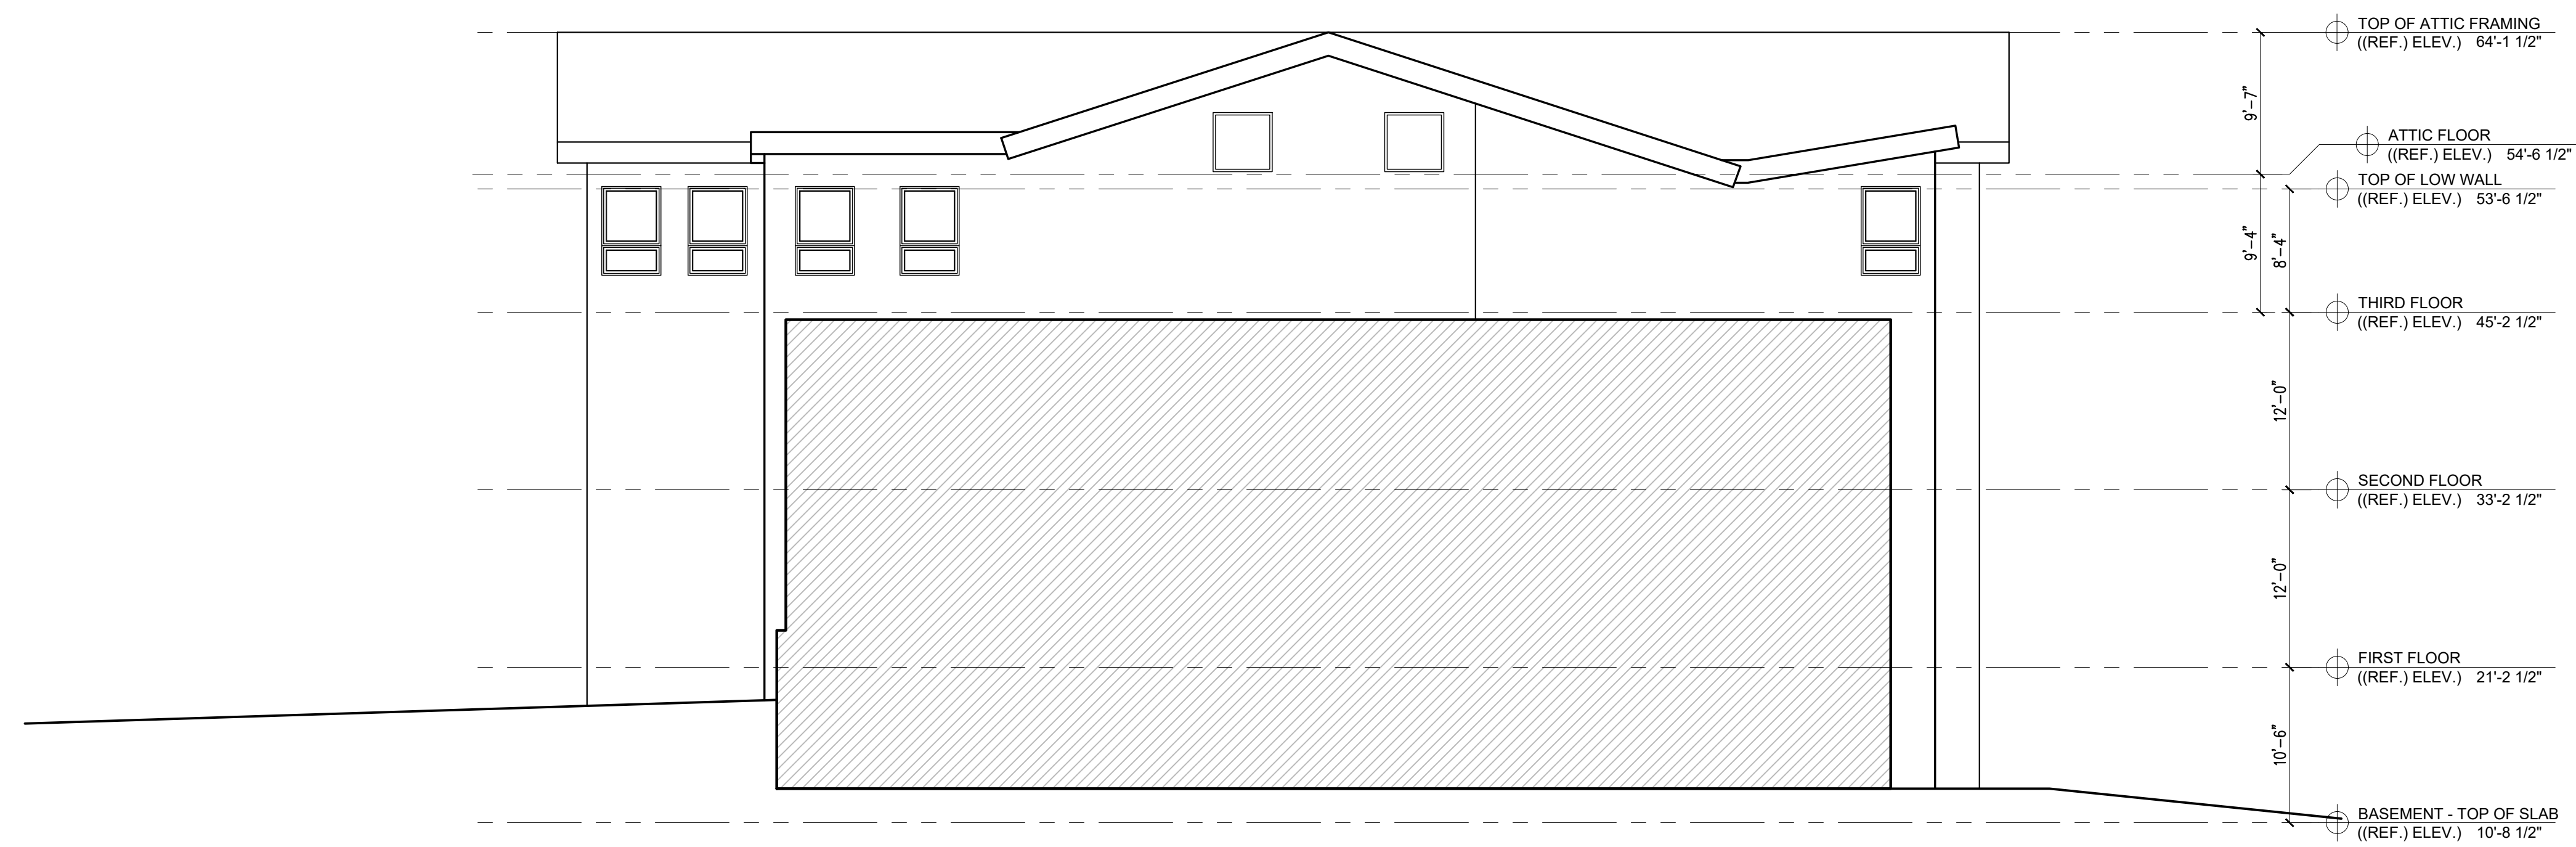 TOP OF ATTIC FRAMING
((REF.) ELEV.) 64'-1 1/2"
9'-7"
ATTIC FLOOR
((REF.) ELEV.) 54'-6 1/2"
TOP OF LOW WALL
((REF.) ELEV.) 53'-6 1/2"
9'-4"
8'-4"
THIRD FLOOR
((REF.) ELEV.) 45'-2 1/2"
12'-0"
SECOND FLOOR
((REF.) ELEV.) 33'-2 1/2"
12'-0"
FIRST FLOOR
((REF.) ELEV.) 21'-2 1/2"
10'-6"
BASEMENT - TOP OF SLAB
((REF.) ELEV.) 10'-8 1/2"